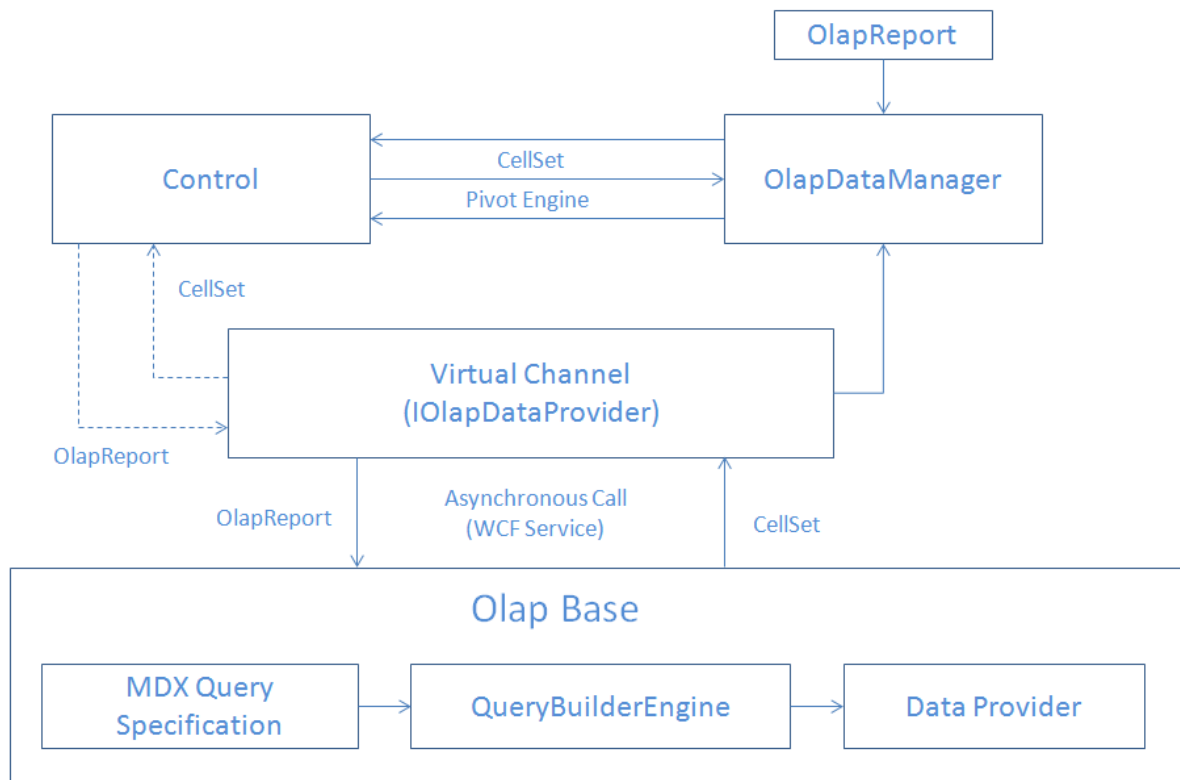 OlapReport
Control
CellSet
Pivot Engine
OlapDataManager
CellSet
Virtual Channel
(IOlapDataProvider)
OlapReport
OlapReport
Asynchronous Call
(WCF Service)
CellSet
Olap Base
MDX Query
Specification
QueryBuilderEngine
Data Provider